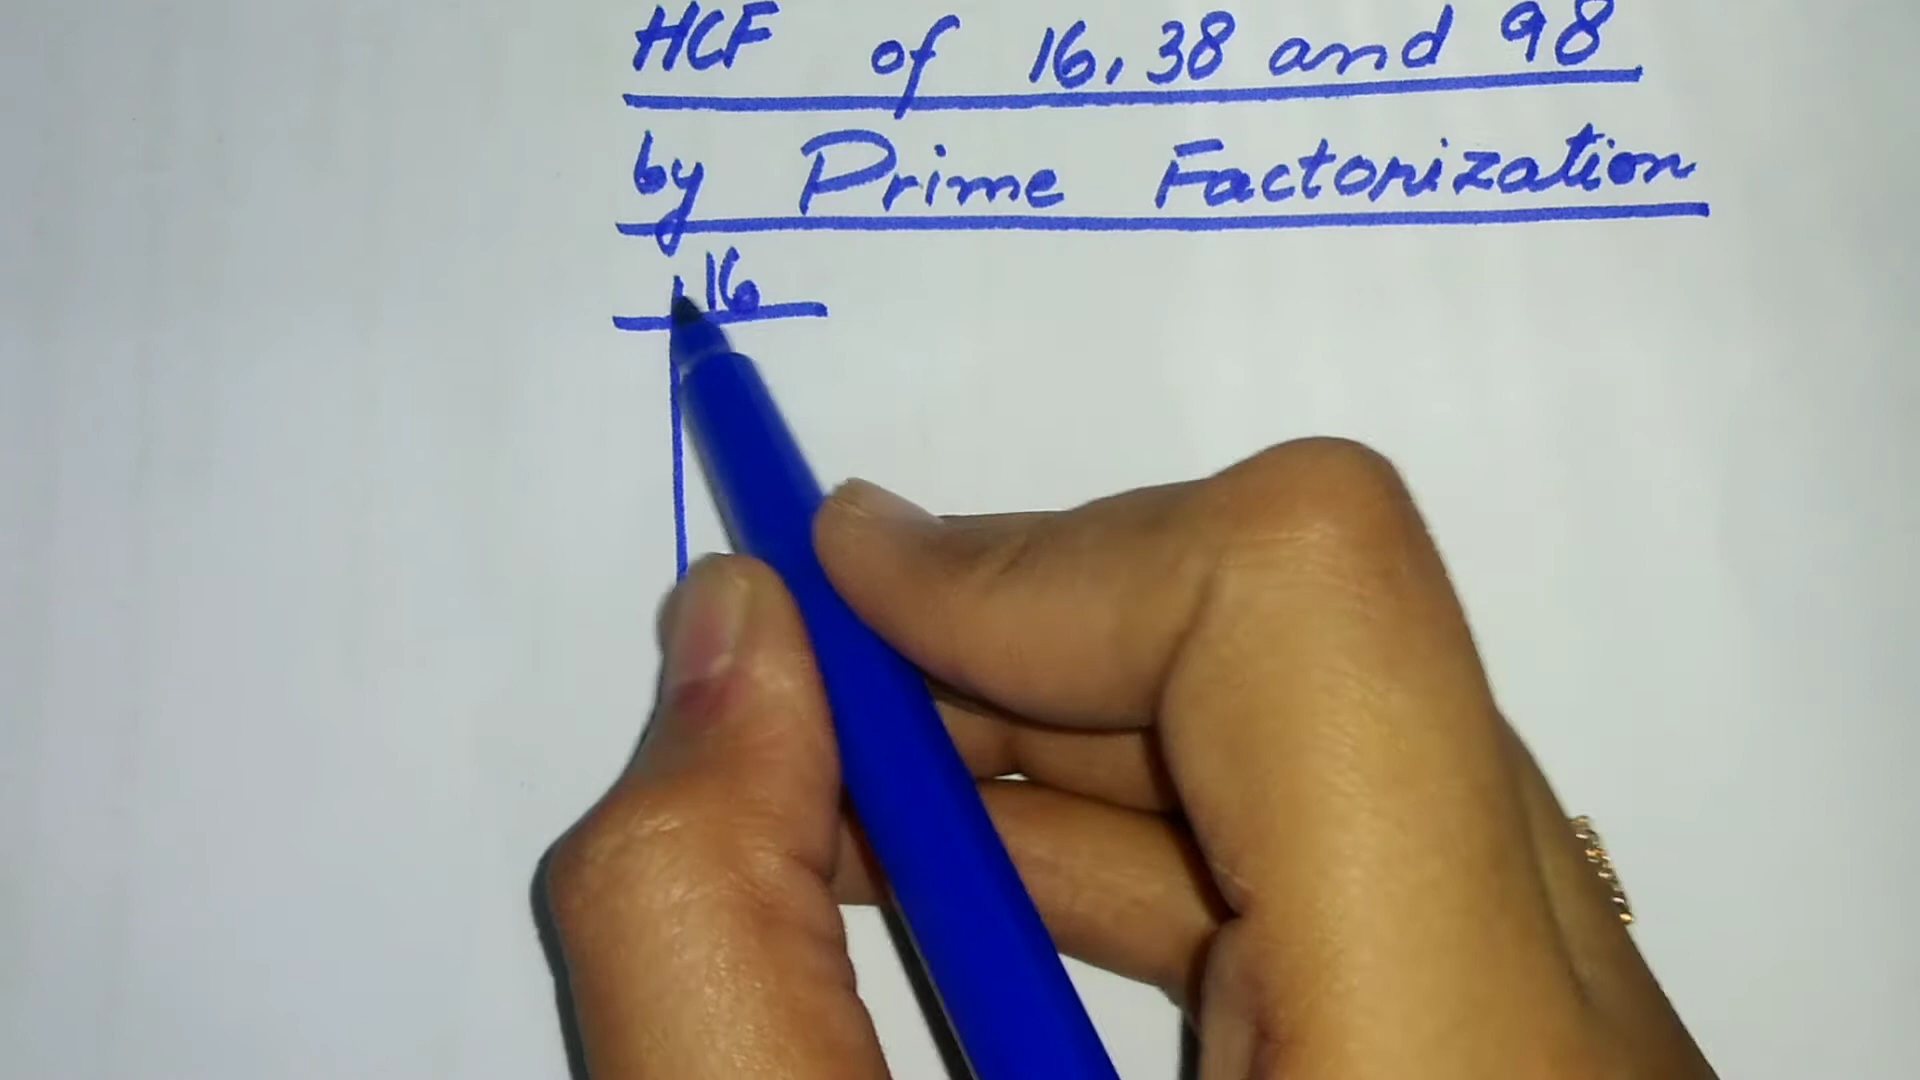 HCF of 16, 38 and 98
by Prime Factorization
16